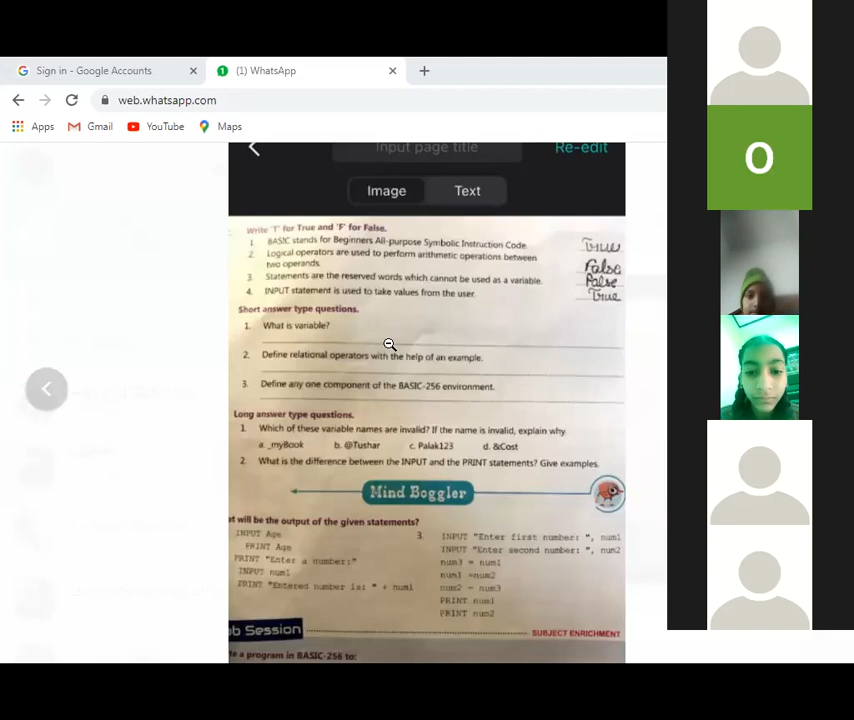 Sign in - Google Accounts
(1) WhatsApp
web.whatsapp.com
Apps
Gmail
YouTube
Maps
Input page title
Re-edit
Image
Text
Write 'T' for True and 'F' for False.
1. BASIC stands for Beginners All-purpose Symbolic Instruction Code. True
2. Logical operators are used to perform arithmetic operations between
two operands. False
3. Statements are the reserved words which cannot be used as a variable. False
4. INPUT statement is used to take values from the user. True
Short answer type questions.
1. What is variable?
2. Define relational operators with the help of an example.
3. Define any one component of the BASIC-256 environment.
Long answer type questions.
1. Which of these variable names are invalid? If the name is invalid, explain why.
a. _myBook b. @Tushar c. Palak123 d. &Cost
2. What is the difference between the INPUT and the PRINT statements? Give examples.
Mind Boggler
at will be the output of the given statements?
INPUT Age
PRINT Age
PRINT "Enter a number:"
INPUT num1
PRINT "Entered number is: " + num1
3. INPUT "Enter first number: ", num1
INPUT "Enter second number: ", num2
num3 = num1
num1 =num2
num2 = num3
PRINT num1
PRINT num2
b Session
SUBJECT ENRICHMENT
te a program in BASIC-256 to:
O